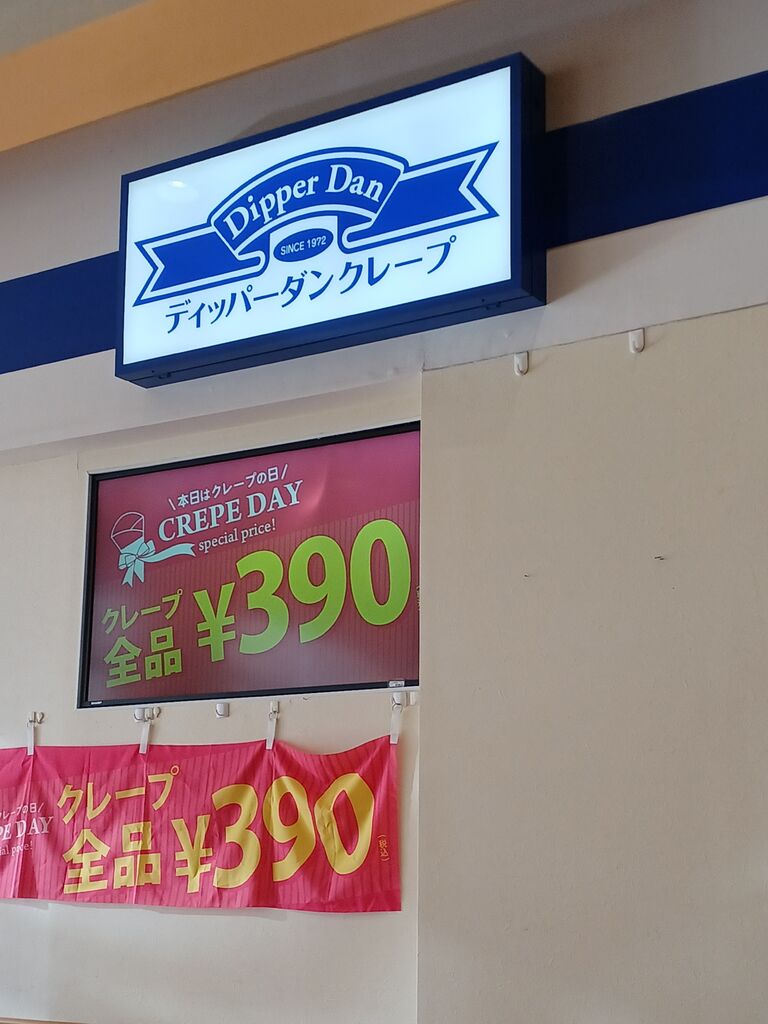 Dipper Dan
SINCE 1972
ディッパーダンクレープ
\ 本日はクレープの日 /
CREPE DAY
special price!
クレープ
全品 ¥390
レープの日 /
PE DAY
ial price!
クレープ
全品 ¥390
(税込)